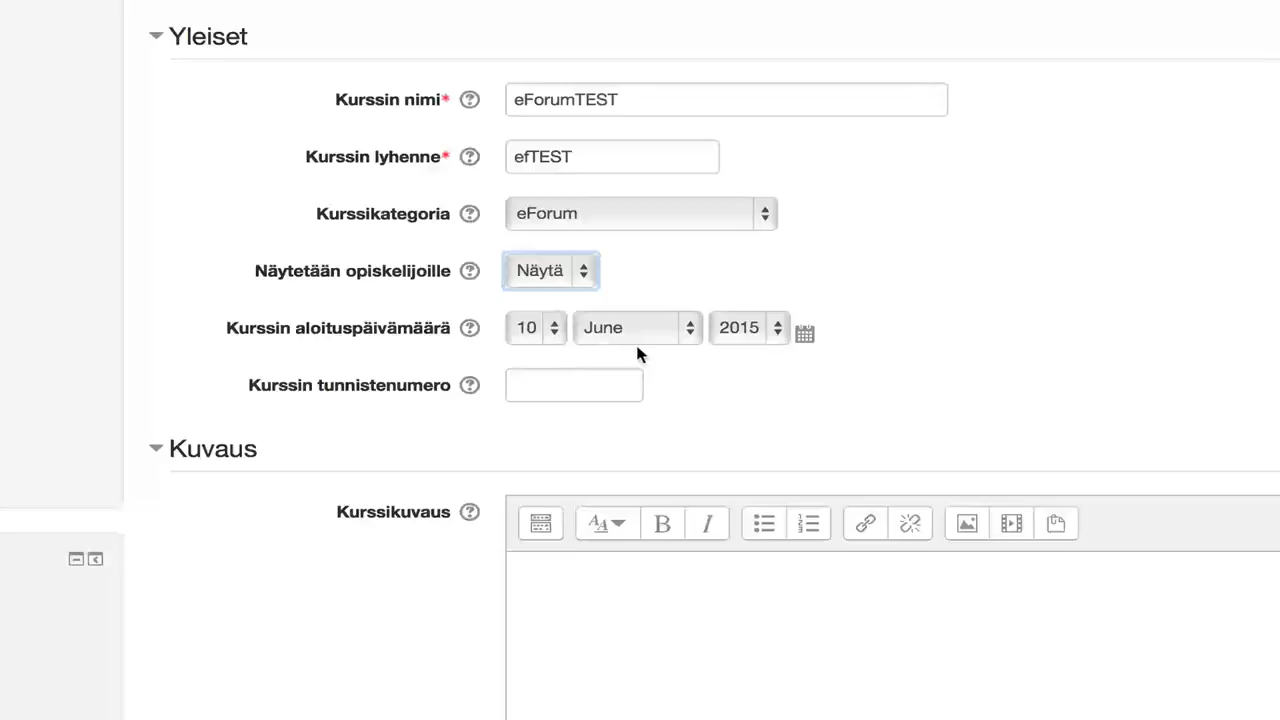 Yleiset
Kurssin nimi* eForumTEST
Kurssin lyhenne* efTEST
Kurssikategoria eForum
Näytetään opiskelijoille Näytä
Kurssin aloituspäivämäärä 10 June 2015
Kurssin tunnistenumero
Kuvaus
Kurssikuvaus